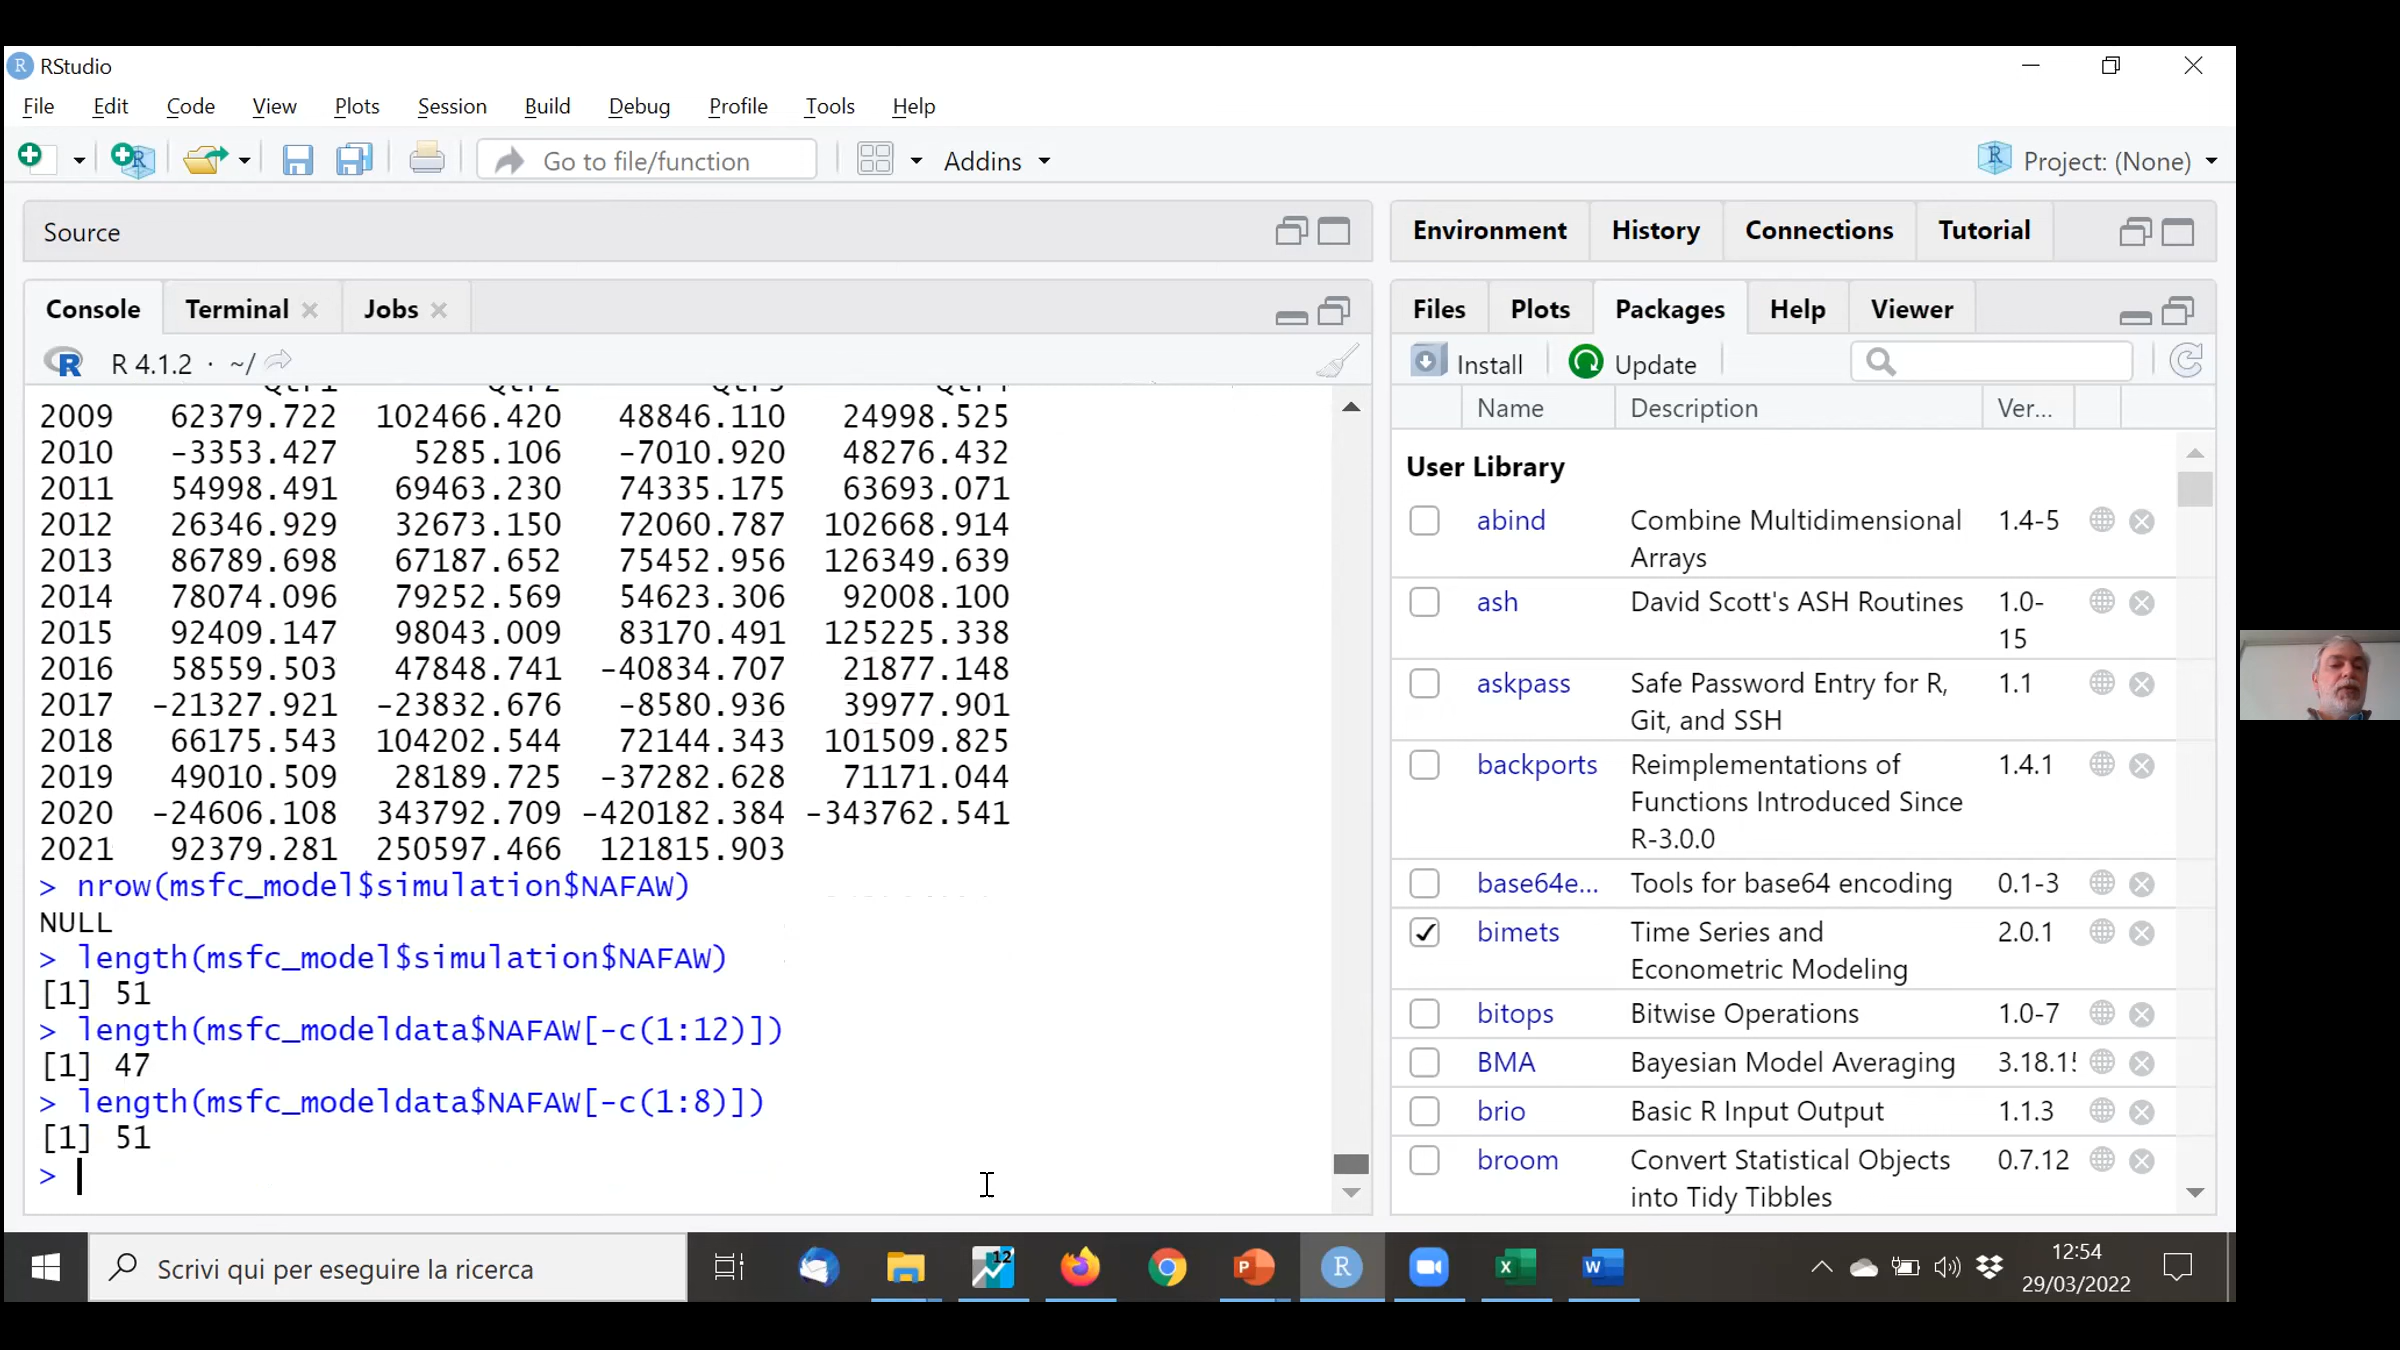 RStudio
File Edit Code View Plots Session Build Debug Profile Tools Help
Go to file/function Addins Project: (None)
Source
Environment History Connections Tutorial
Console Terminal Jobs
Files Plots Packages Help Viewer
R 4.1.2 · ~/
Install Update
Name Description Ver...
Qtr1 Qtr2 Qtr3 Qtr4
2009 62379.722 102466.420 48846.110 24998.525
2010 -3353.427 5285.106 -7010.920 48276.432
2011 54998.491 69463.230 74335.175 63693.071
2012 26346.929 32673.150 72060.787 102668.914
2013 86789.698 67187.652 75452.956 126349.639
2014 78074.096 79252.569 54623.306 92008.100
2015 92409.147 98043.009 83170.491 125225.338
2016 58559.503 47848.741 -40834.707 21877.148
2017 -21327.921 -23832.676 -8580.936 39977.901
2018 66175.543 104202.544 72144.343 101509.825
2019 49010.509 28189.725 -37282.628 71171.044
2020 -24606.108 343792.709 -420182.384 -343762.541
2021 92379.281 250597.466 121815.903
> nrow(msfc_model$simulation$NAFAW)
NULL
> length(msfc_model$simulation$NAFAW)
[1] 51
> length(msfc_modeldata$NAFAW[-c(1:12)])
[1] 47
> length(msfc_modeldata$NAFAW[-c(1:8)])
[1] 51
>
User Library
abind Combine Multidimensional 1.4-5
Arrays
ash David Scott's ASH Routines 1.0-
15
askpass Safe Password Entry for R, 1.1
Git, and SSH
backports Reimplementations of 1.4.1
Functions Introduced Since
R-3.0.0
base64e... Tools for base64 encoding 0.1-3
bimets Time Series and 2.0.1
Econometric Modeling
bitops Bitwise Operations 1.0-7
BMA Bayesian Model Averaging 3.18.1
brio Basic R Input Output 1.1.3
broom Convert Statistical Objects 0.7.12
into Tidy Tibbles
Scrivi qui per eseguire la ricerca
12
12:54
29/03/2022